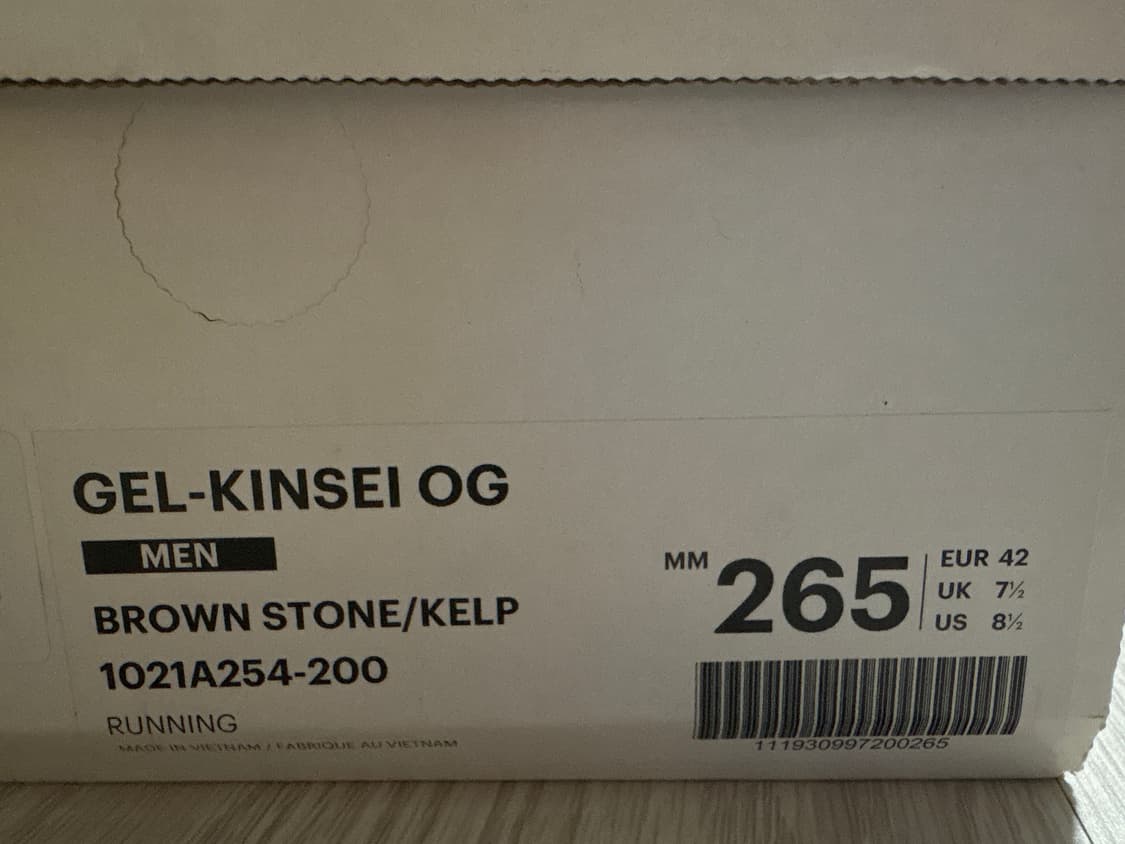 GEL-KINSEI OG
MEN
BROWN STONE/KELP
1021A254-200
RUNNING
MADE IN VIETNAM / FABRIQUE AU VIETNAM
MM 265
EUR 42
UK 7½
US 8½
111930997200265